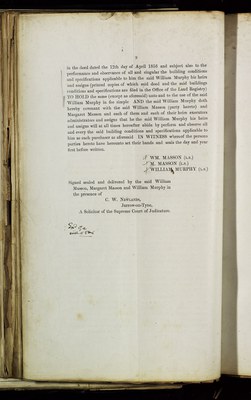 2
in the deed dated the 12th day of April 1853 and subject also to the
performance and observance of all and singular the building conditions
and specifications applicable to him the said William Murphy his heirs
and assigns (printed copies of which said deed and the said buildings
conditions and specifications are filed in the Office of the Land Registry)
TO HOLD the same (except as aforesaid) unto and to the use of the said
William Murphy in fee simple AND the said William Murphy doth
hereby covenant with the said William Masson (party hereto) and
Margaret Masson and each of them and each of their heirs executors
administrators and assigns that he the said William Murphy his heirs
and assigns will at all times hereafter abide by perform and observe all
and every the said building conditions and specifications applicable to
him as such purchaser as aforesaid IN WITNESS whereof the persons
parties hereto have hereunto set their hands and seals the day and year
first before written.
WM. MASSON (L.S.)
M. MASSON (L.S.)
WILLIAM MURPHY (L.S.)
Signed sealed and delivered by the said William
Masson, Margaret Masson and William Murphy in
the presence of
C. W. NEWLANDS,
Jarrow-on-Tyne,
A Solicitor of the Supreme Court of Judicature.